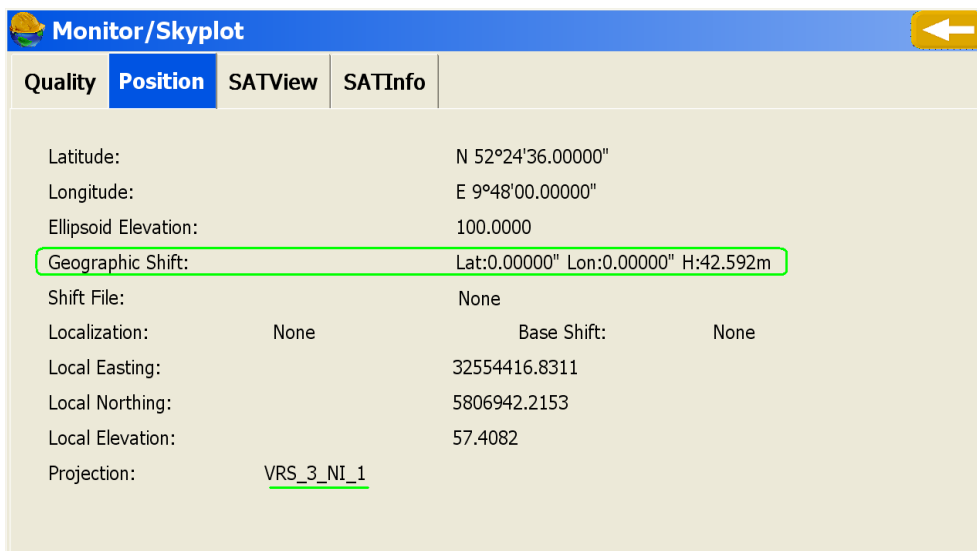 Monitor/Skyplot
Quality Position SATView SATInfo
Latitude: N 52°24'36.00000"
Longitude: E 9°48'00.00000"
Ellipsoid Elevation: 100.0000
Geographic Shift: Lat:0.00000" Lon:0.00000" H:42.592m
Shift File: None
Localization: None Base Shift: None
Local Easting: 32554416.8311
Local Northing: 5806942.2153
Local Elevation: 57.4082
Projection: VRS_3_NI_1